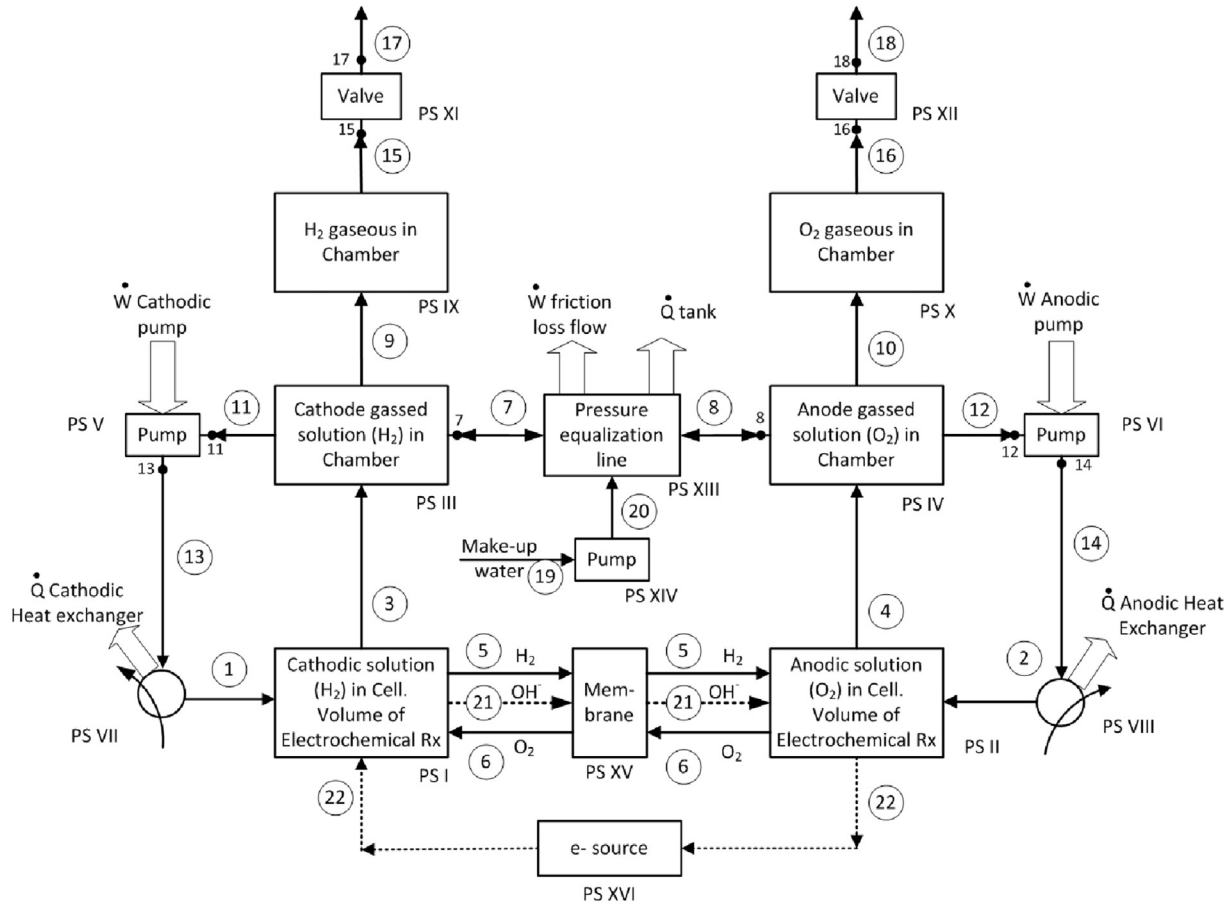 17
18
17
18
Valve
Valve
PS XI
PS XII
15
16
15
16
H₂ gaseous in
Chamber
O₂ gaseous in
Chamber
PS IX
PS X
Ẇ Cathodic
pump
Ẇ friction
loss flow
Q̇ tank
Ẇ Anodic
pump
9
10
PS V
11
Pump
11
13
Cathode gassed
solution (H₂) in
Chamber
7
7
Pressure
equalization
line
8
8
Anode gassed
solution (O₂) in
Chamber
12
12
Pump
14
PS VI
PS III
PS XIII
PS IV
20
Make-up
water
19
Pump
PS XIV
13
14
3
4
Q̇ Cathodic
Heat exchanger
Q̇ Anodic Heat
Exchanger
1
2
PS VII
PS VIII
Cathodic solution
(H₂) in Cell.
Volume of
Electrochemical Rx
PS I
5
H₂
21
OH⁻
O₂
6
Mem-
brane
PS XV
5
H₂
21
OH⁻
6
O₂
Anodic solution
(O₂) in Cell.
Volume of
Electrochemical Rx
PS II
22
22
e- source
PS XVI